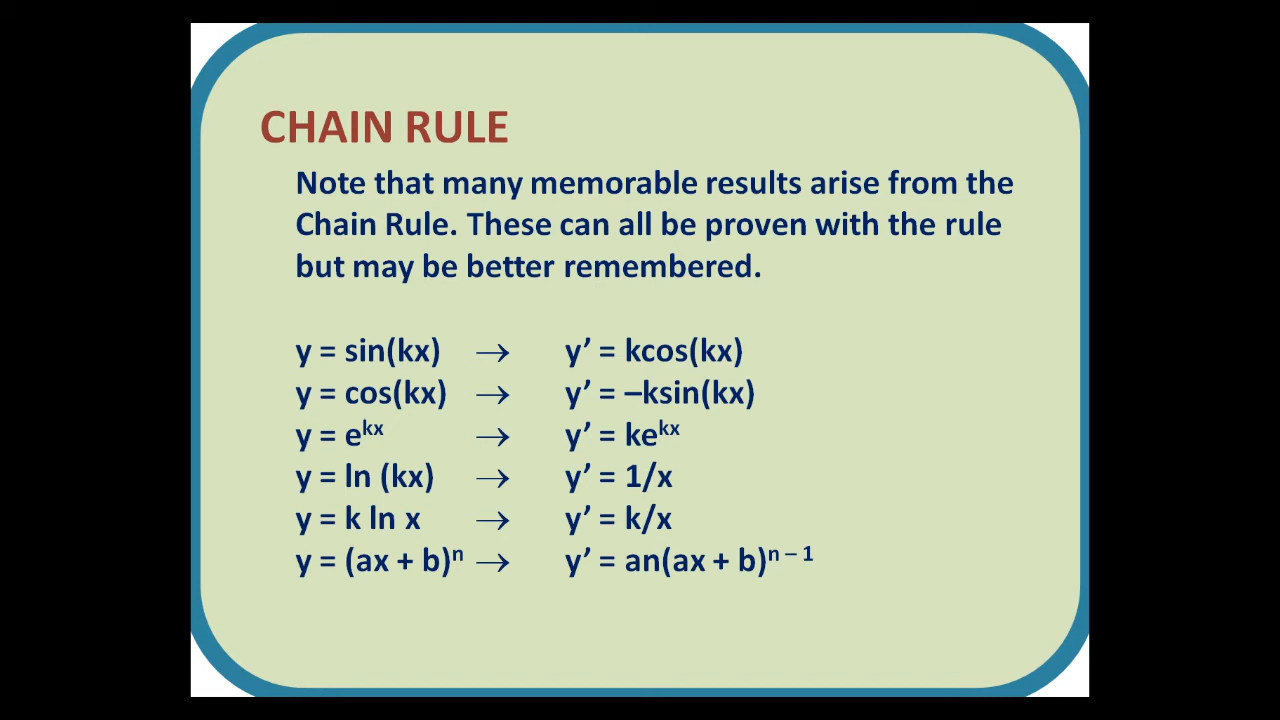 CHAIN RULE
Note that many memorable results arise from the
Chain Rule. These can all be proven with the rule
but may be better remembered.
y = sin(kx) → y’ = kcos(kx)
y = cos(kx) → y’ = –ksin(kx)
y = e^kx → y’ = ke^kx
y = ln (kx) → y’ = 1/x
y = k ln x → y’ = k/x
y = (ax + b)^n → y’ = an(ax + b)^n – 1